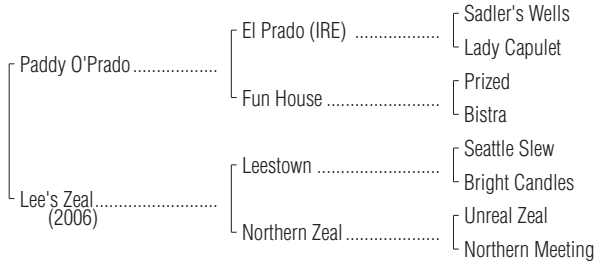 Sadler's Wells
El Prado (IRE) ..................
Lady Capulet
Paddy O'Prado .................
Prized
Fun House ........................
Bistra
Seattle Slew
Leestown ..........................
Bright Candles
Lee's Zeal.........................
(2006)
Unreal Zeal
Northern Zeal ....................
Northern Meeting